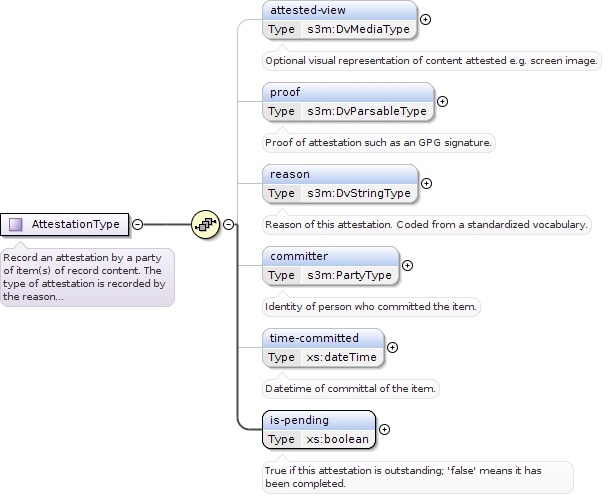 attested-view
Type s3m:DvMediaType
Optional visual representation of content attested e.g. screen image.
proof
Type s3m:DvParsableType
Proof of attestation such as an GPG signature.
reason
Type s3m:DvStringType
Reason of this attestation. Coded from a standardized vocabulary.
AttestationType
Record an attestation by a party
of item(s) of record content. The
type of attestation is recorded by
the reason...
committer
Type s3m:PartyType
Identity of person who committed the item.
time-committed
Type xs:dateTime
Datetime of committal of the item.
is-pending
Type xs:boolean
True if this attestation is outstanding; 'false' means it has
been completed.